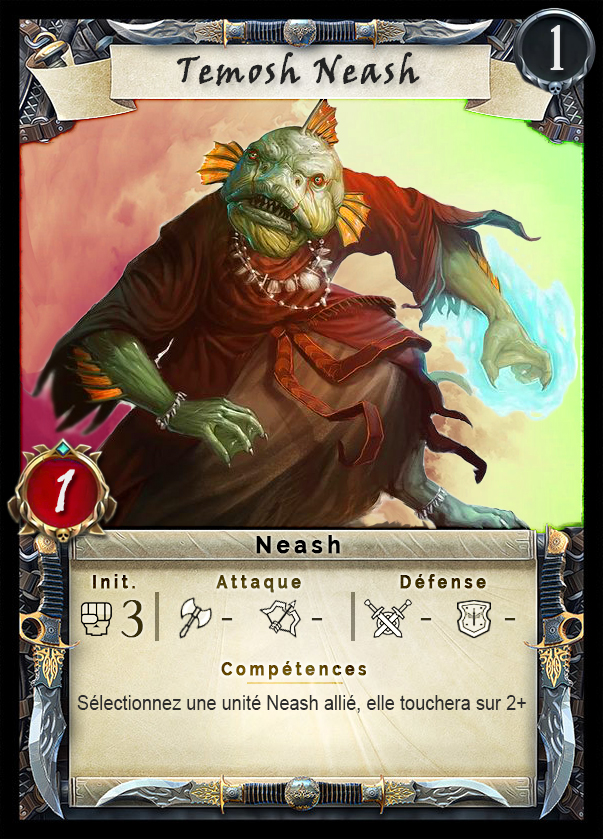 Temosh Neash
1
1
Neash
Init. Attaque Défense
3 - - - -
Compétences
Sélectionnez une unité Neash allié, elle touchera sur 2+